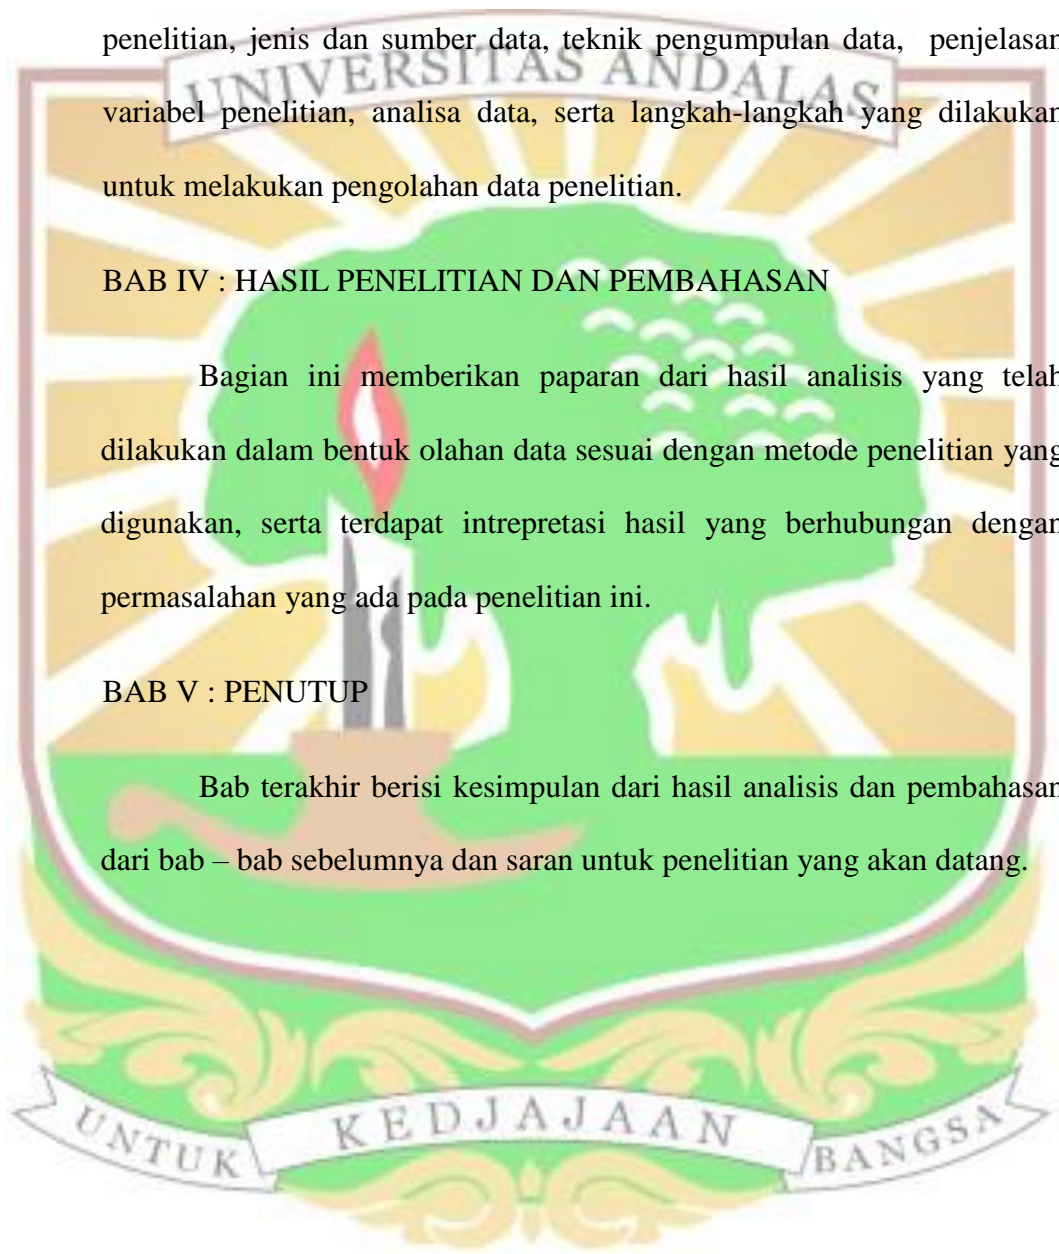 penelitian, jenis dan sumber data, teknik pengumpulan data, penjelasan
UNIVERSITAS ANDALAS
variabel penelitian, analisa data, serta langkah-langkah yang dilakukan
untuk melakukan pengolahan data penelitian.
BAB IV : HASIL PENELITIAN DAN PEMBAHASAN
Bagian ini memberikan paparan dari hasil analisis yang telah
dilakukan dalam bentuk olahan data sesuai dengan metode penelitian yang
digunakan, serta terdapat intrepretasi hasil yang berhubungan dengan
permasalahan yang ada pada penelitian ini.
BAB V : PENUTUP
Bab terakhir berisi kesimpulan dari hasil analisis dan pembahasan
dari bab – bab sebelumnya dan saran untuk penelitian yang akan datang.
UNTUK KEDJAJAAN BANGSA